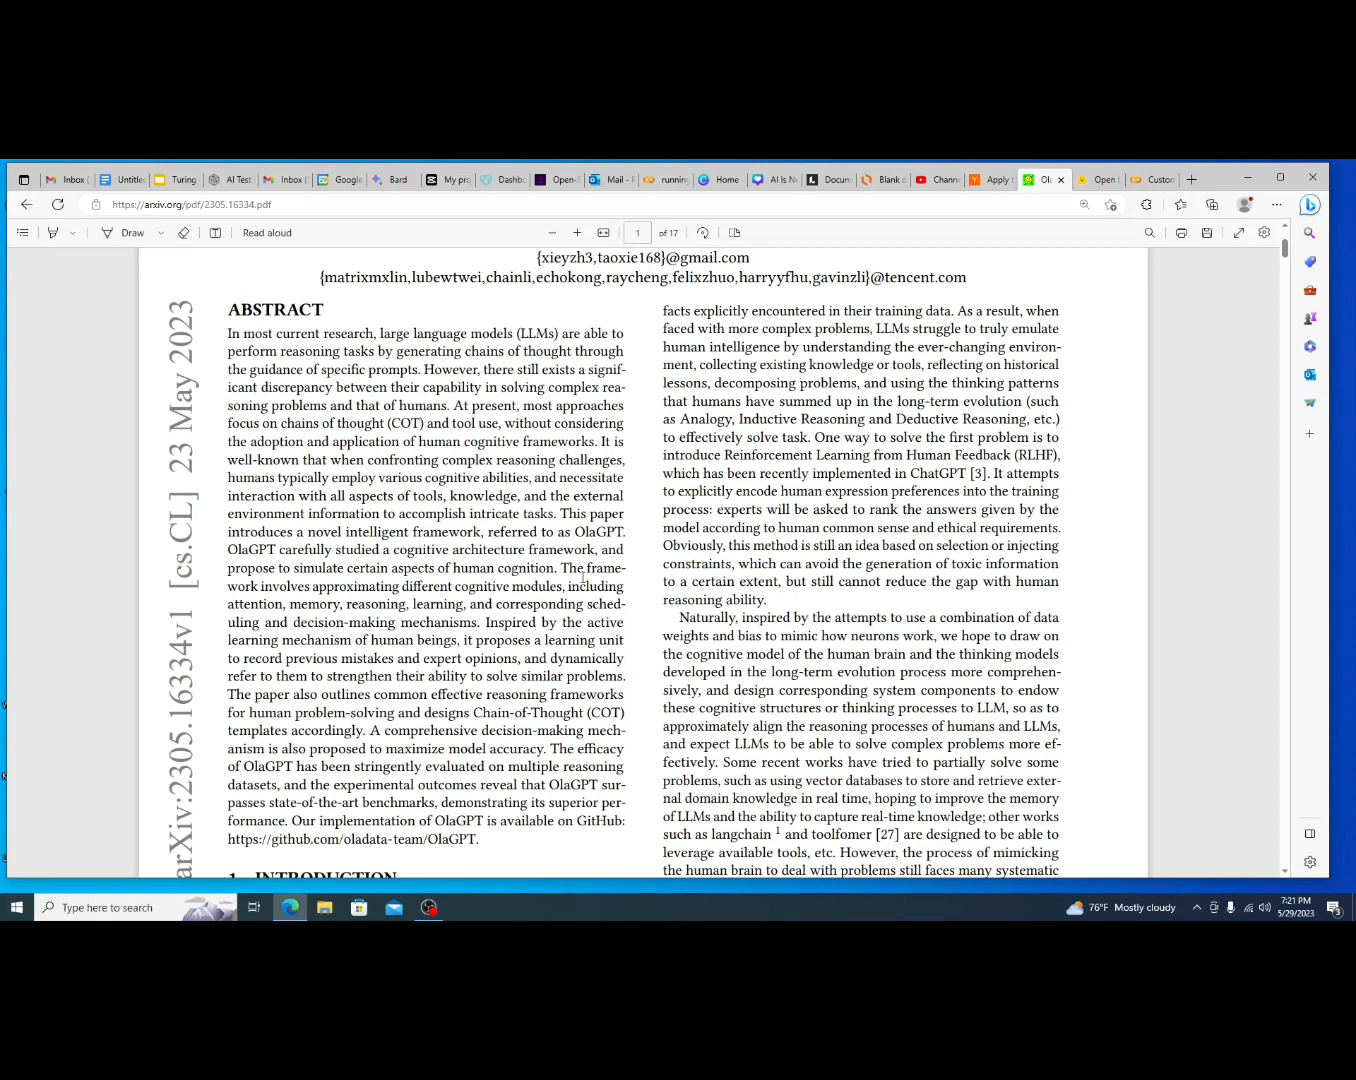 Inbox (
Untitle
Turing
AI Test
Inbox (
Google
Bard
My pro
Dashbo
Open-S
Mail - F
running
Home
AI Is N
Docum
Blank d
Channe
Apply t
Ola
Open L
Custom
https://arxiv.org/pdf/2305.16334.pdf
Draw
Read aloud
1 of 17
{xieyzh3,taoxie168}@gmail.com
{matrixmxlin,lubewtwei,chainli,echokong,raycheng,felixzhuo,harryyfhu,gavinzli}@tencent.com
arXiv:2305.16334v1 [cs.CL] 23 May 2023
ABSTRACT
In most current research, large language models (LLMs) are able to
perform reasoning tasks by generating chains of thought through
the guidance of specific prompts. However, there still exists a signif-
icant discrepancy between their capability in solving complex rea-
soning problems and that of humans. At present, most approaches
focus on chains of thought (COT) and tool use, without considering
the adoption and application of human cognitive frameworks. It is
well-known that when confronting complex reasoning challenges,
humans typically employ various cognitive abilities, and necessitate
interaction with all aspects of tools, knowledge, and the external
environment information to accomplish intricate tasks. This paper
introduces a novel intelligent framework, referred to as OlaGPT.
OlaGPT carefully studied a cognitive architecture framework, and
propose to simulate certain aspects of human cognition. The frame-
work involves approximating different cognitive modules, including
attention, memory, reasoning, learning, and corresponding sched-
uling and decision-making mechanisms. Inspired by the active
learning mechanism of human beings, it proposes a learning unit
to record previous mistakes and expert opinions, and dynamically
refer to them to strengthen their ability to solve similar problems.
The paper also outlines common effective reasoning frameworks
for human problem-solving and designs Chain-of-Thought (COT)
templates accordingly. A comprehensive decision-making mech-
anism is also proposed to maximize model accuracy. The efficacy
of OlaGPT has been stringently evaluated on multiple reasoning
datasets, and the experimental outcomes reveal that OlaGPT sur-
passes state-of-the-art benchmarks, demonstrating its superior per-
formance. Our implementation of OlaGPT is available on GitHub:
https://github.com/oladata-team/OlaGPT.
1 INTRODUCTION
facts explicitly encountered in their training data. As a result, when
faced with more complex problems, LLMs struggle to truly emulate
human intelligence by understanding the ever-changing environ-
ment, collecting existing knowledge or tools, reflecting on historical
lessons, decomposing problems, and using the thinking patterns
that humans have summed up in the long-term evolution (such
as Analogy, Inductive Reasoning and Deductive Reasoning, etc.)
to effectively solve task. One way to solve the first problem is to
introduce Reinforcement Learning from Human Feedback (RLHF),
which has been recently implemented in ChatGPT [3]. It attempts
to explicitly encode human expression preferences into the training
process: experts will be asked to rank the answers given by the
model according to human common sense and ethical requirements.
Obviously, this method is still an idea based on selection or injecting
constraints, which can avoid the generation of toxic information
to a certain extent, but still cannot reduce the gap with human
reasoning ability.
Naturally, inspired by the attempts to use a combination of data
weights and bias to mimic how neurons work, we hope to draw on
the cognitive model of the human brain and the thinking models
developed in the long-term evolution process more comprehen-
sively, and design corresponding system components to endow
these cognitive structures or thinking processes to LLM, so as to
approximately align the reasoning processes of humans and LLMs,
and expect LLMs to be able to solve complex problems more ef-
fectively. Some recent works have tried to partially solve some
problems, such as using vector databases to store and retrieve exter-
nal domain knowledge in real time, hoping to improve the memory
of LLMs and the ability to capture real-time knowledge; other works
such as langchain 1 and toolfomer [27] are designed to be able to
leverage available tools, etc. However, the process of mimicking
the human brain to deal with problems still faces many systematic
Type here to search
76°F Mostly cloudy
7:21 PM
5/29/2023
3